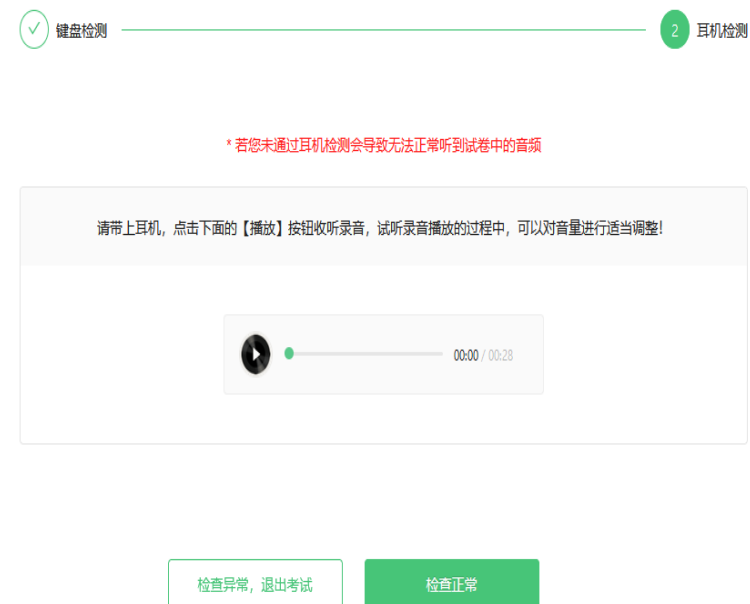 键盘检测
2 耳机检测
* 若您未通过耳机检测会导致无法正常听到试卷中的音频
请带上耳机，点击下面的【播放】按钮收听录音，试听录音播放的过程中，可以对音量进行适当调整！
00:00 / 00:28
检查异常，退出考试
检查正常